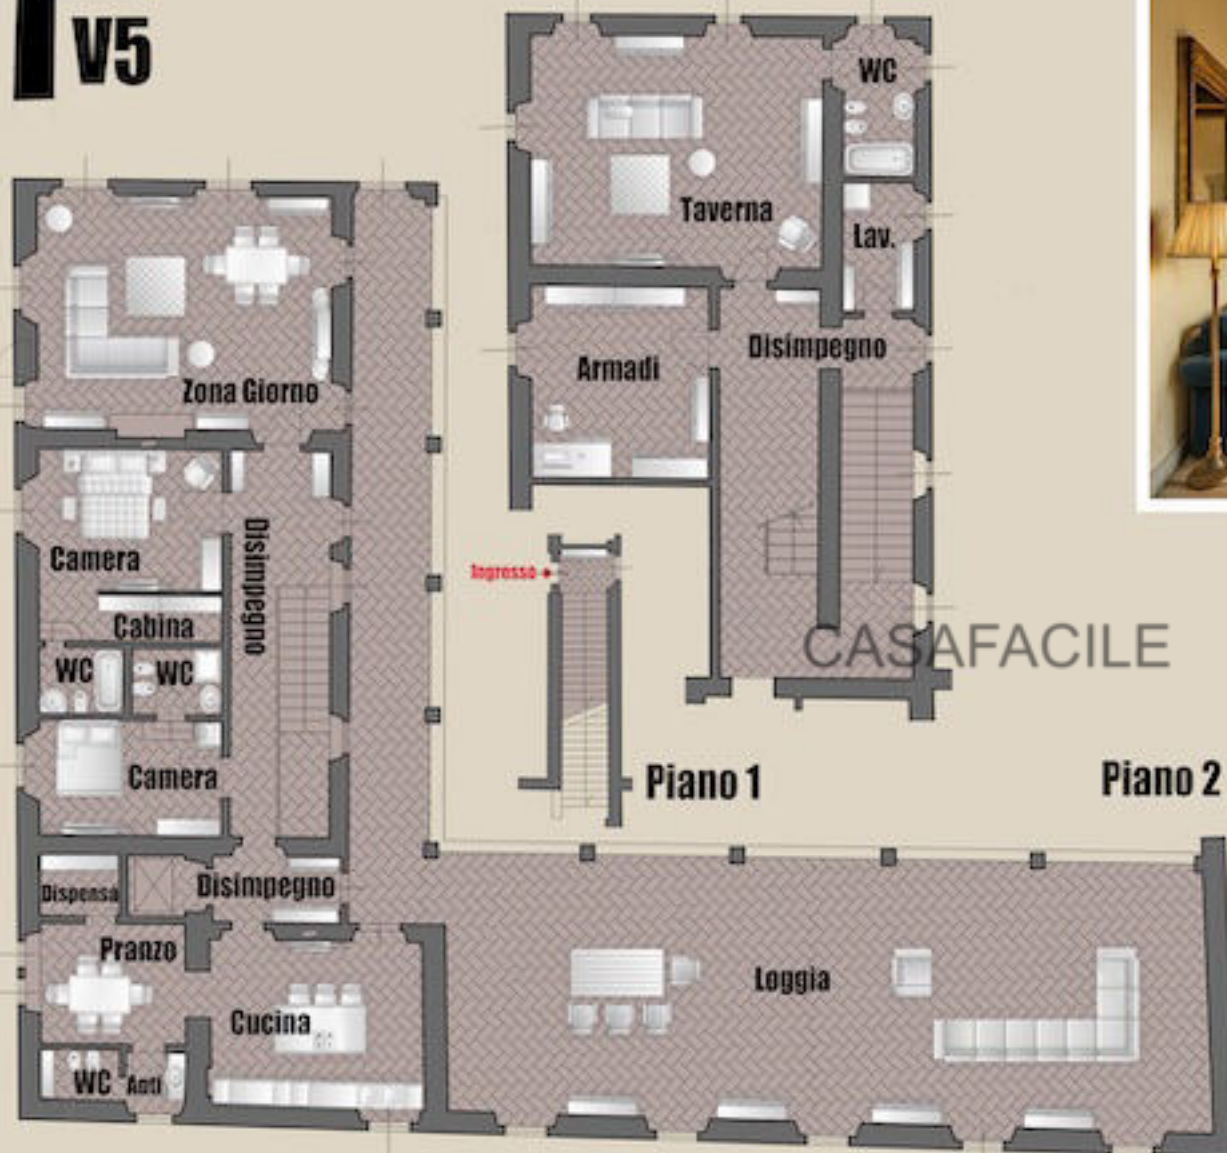 V5
WC
Taverna
Lav.
Disimpegno
Armadi
Zona Giorno
Camera
Disimpegno
Cabina
WC
WC
Camera
Ingresso
CASAFACILE
Piano 1
Piano 2
Dispensa
Disimpegno
Pranzo
Cucina
Loggia
WC
Anti